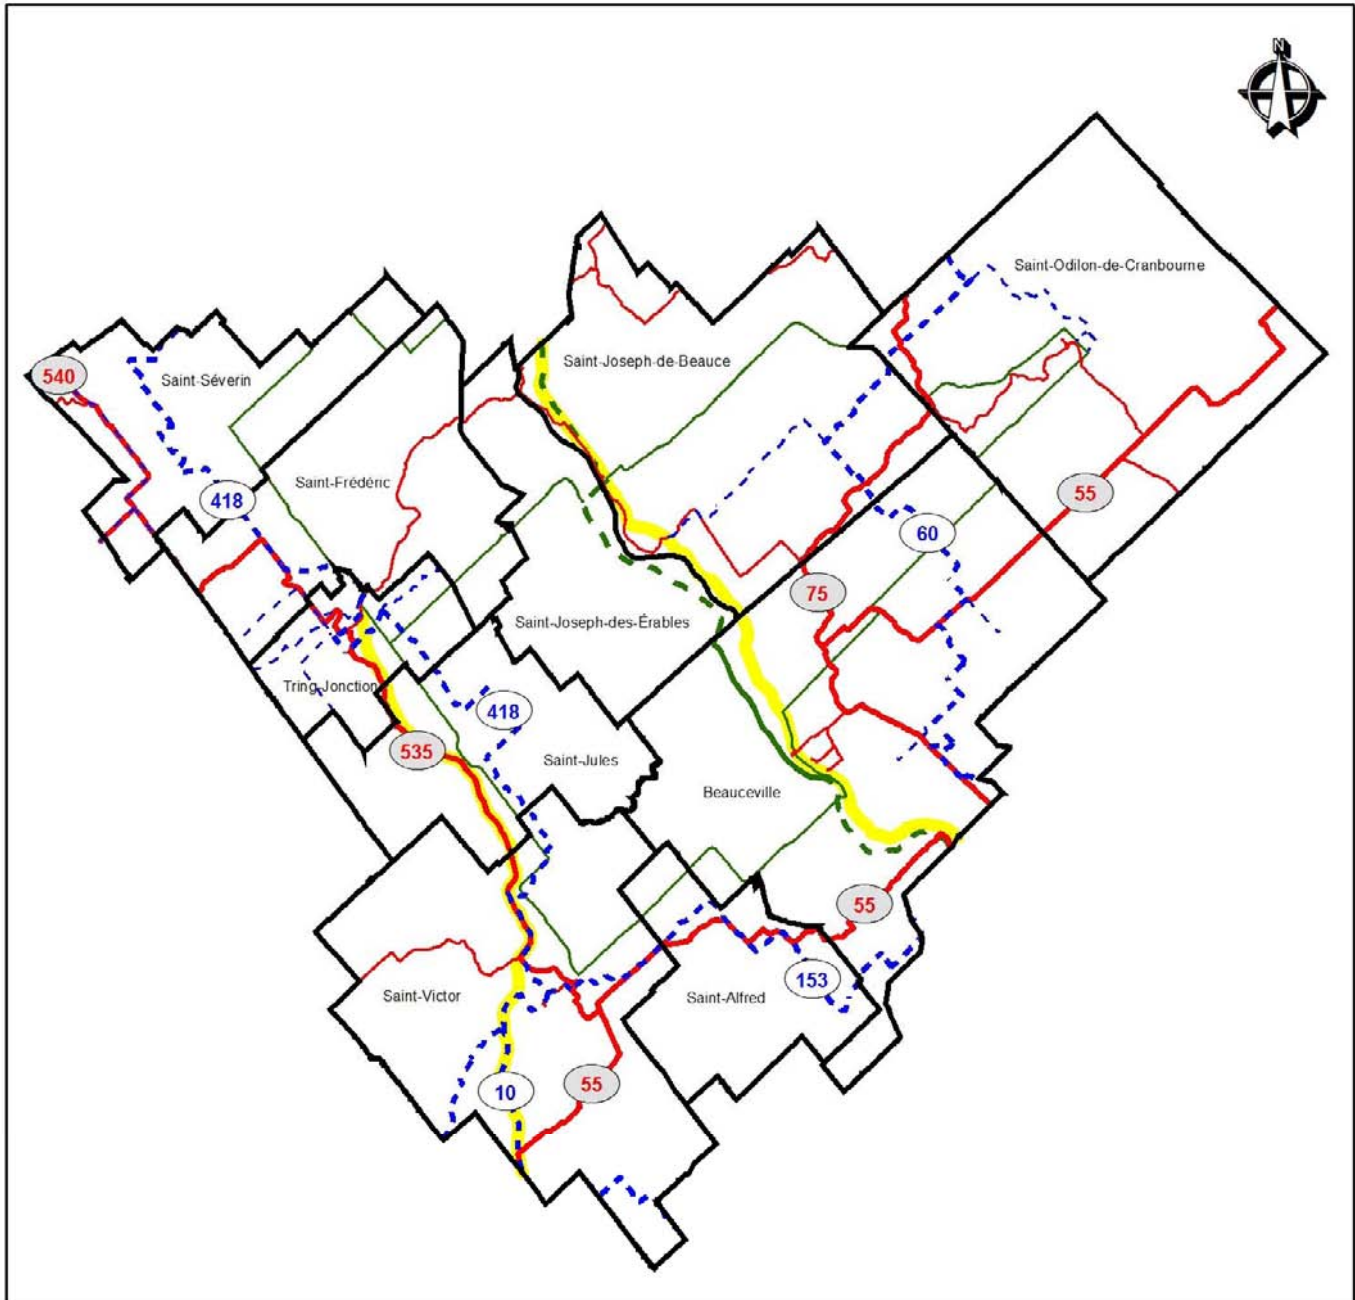 N
Saint-Odilon-de-Cranbourne
Saint-Joseph-de-Beauce
540
Saint-Séverin
Saint-Frédéric
418
55
60
75
Saint-Joseph-des-Érables
Tring-Jonction
418
535
Saint-Jules
Beauceville
55
153
Saint-Victor
Saint-Alfred
10
55